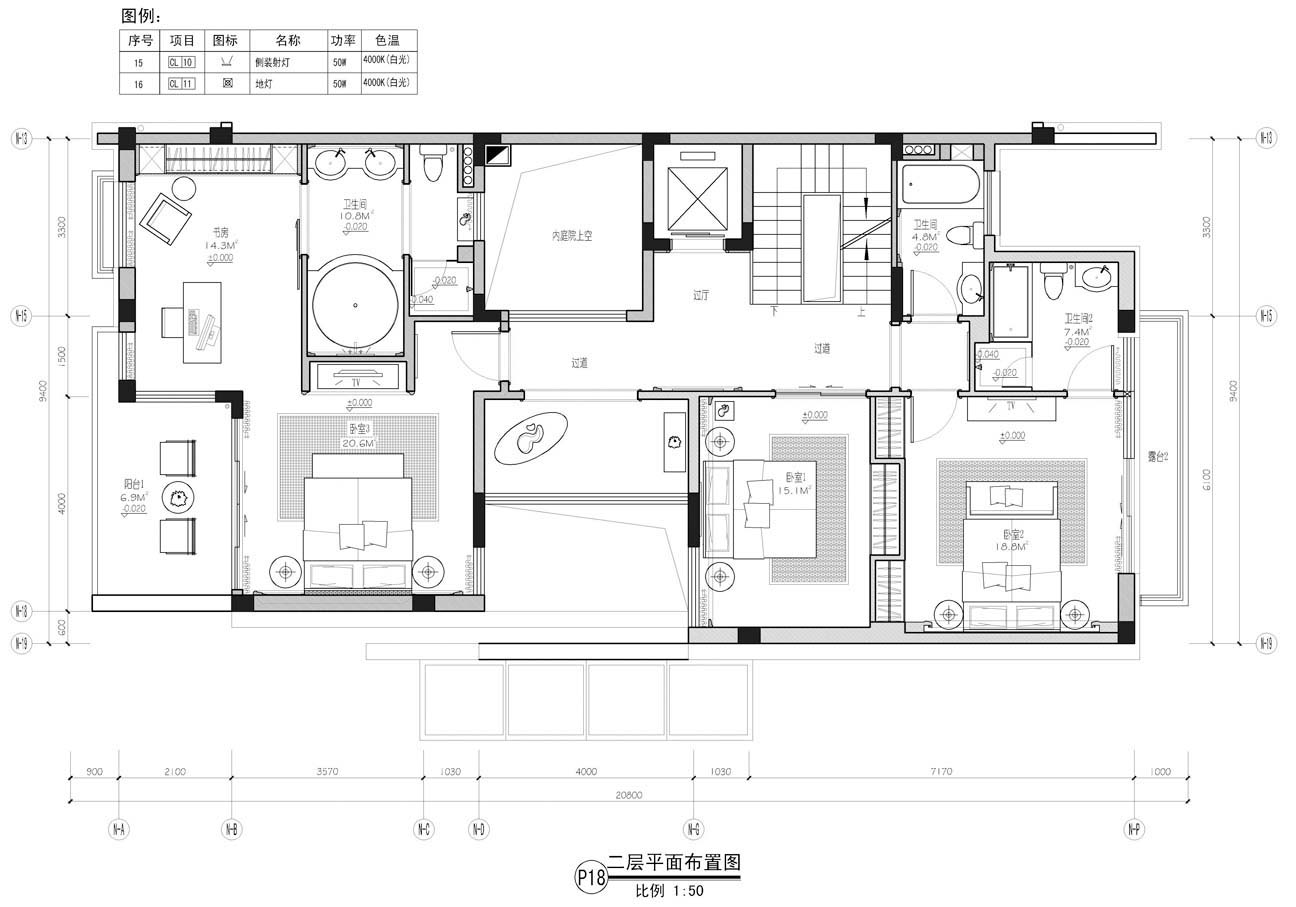 图例:
序号 项目 图标 名称 功率 色温
15 CL 10 侧装射灯 50W 4000K(白光)
16 CL 11 地灯 50W 4000K(白光)
N-13
N-13
3300
3300
书房
14.3M²
±0.000
卫生间
10.8M²
-0.020
-0.020
-0.040
内庭院上空
过厅
下
上
卫生间
4.8M²
-0.020
卫生间2
7.4M²
-0.020
-0.040
-0.020
N-15
N-15
1500
9400
9400
过道
过道
TV
±0.000
卧室3
20.6M²
阳台1
6.9M²
-0.020
4000
±0.000
卧室1
15.1M²
TV
±0.000
卧室2
18.8M²
露台2
6100
N-18
600
N-19
N-19
900 2100 3570 1030 4000 1030 7170 1000
20800
N-A N-B N-C N-D N-G N-P
P18
二层平面布置图
比例 1:50